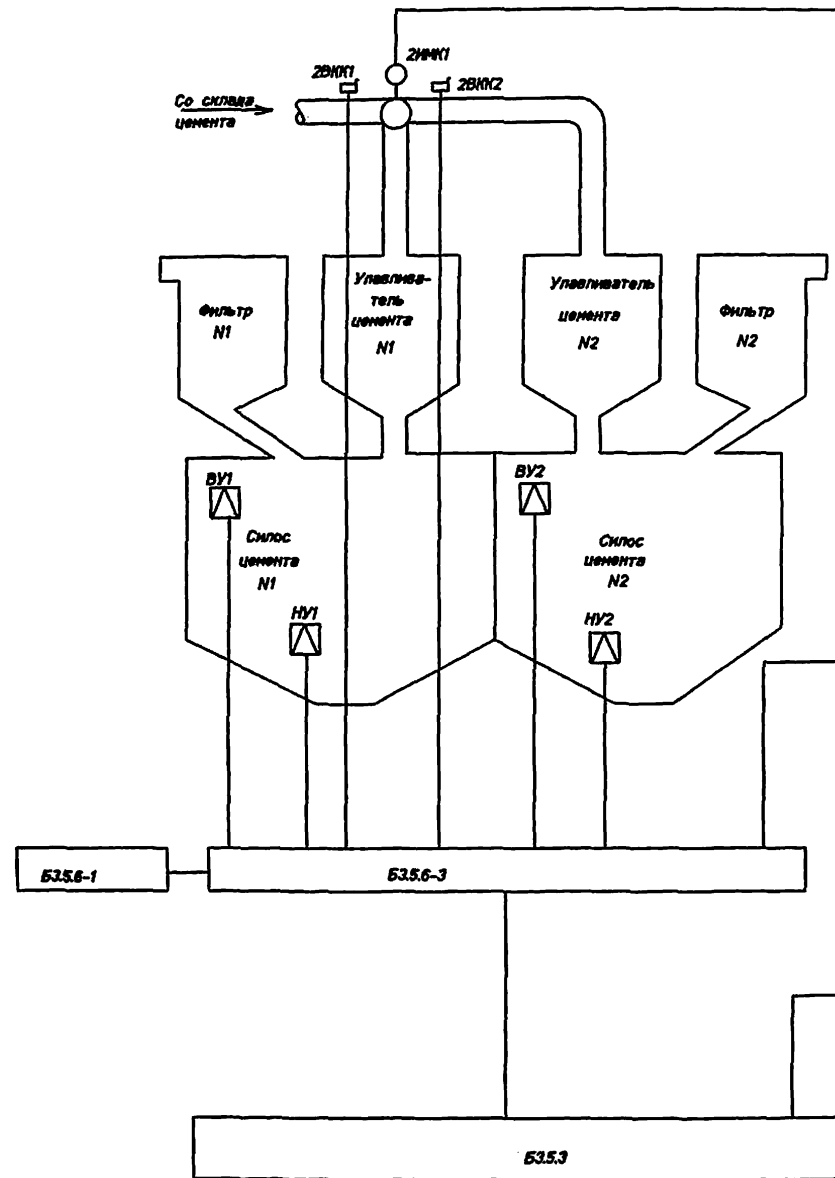 2ИМК1
2ВКК1
2ВКК2
Со склада
цемента
Фильтр
N1
Улавлива-
тель
цемента
N1
Улавливатель
цемента
N2
Фильтр
N2
ВУ1
ВУ2
Силос
цемента
N1
Силос
цемента
N2
НУ1
НУ2
Б3.5.6-1
Б3.5.6-3
Б3.5.3